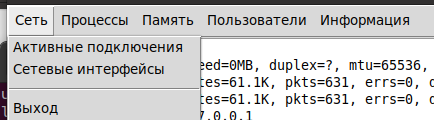 Сеть Процессы Память Пользователи Информация
Активные подключения
eed=0MB, duplex=?, mtu=65536,
Сетевые интерфейсы
tes=61.1K, pkts=631, errs=0,
tes=61.1K, pkts=631, errs=0,
Выход
7.0.0.1